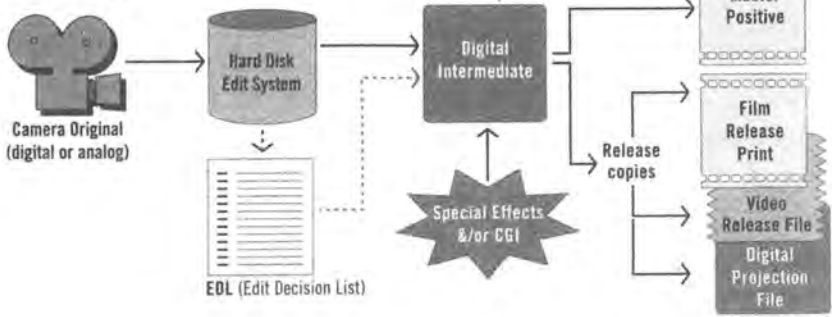 Positive
Hard Disk
Edit System
Digital
Intermediate
Camera Original
(digital or analog)
Film
Release
Print
Release
copies
Special Effects
&/or CGI
Video
Release File
EDL (Edit Decision List)
Digital
Projection
File